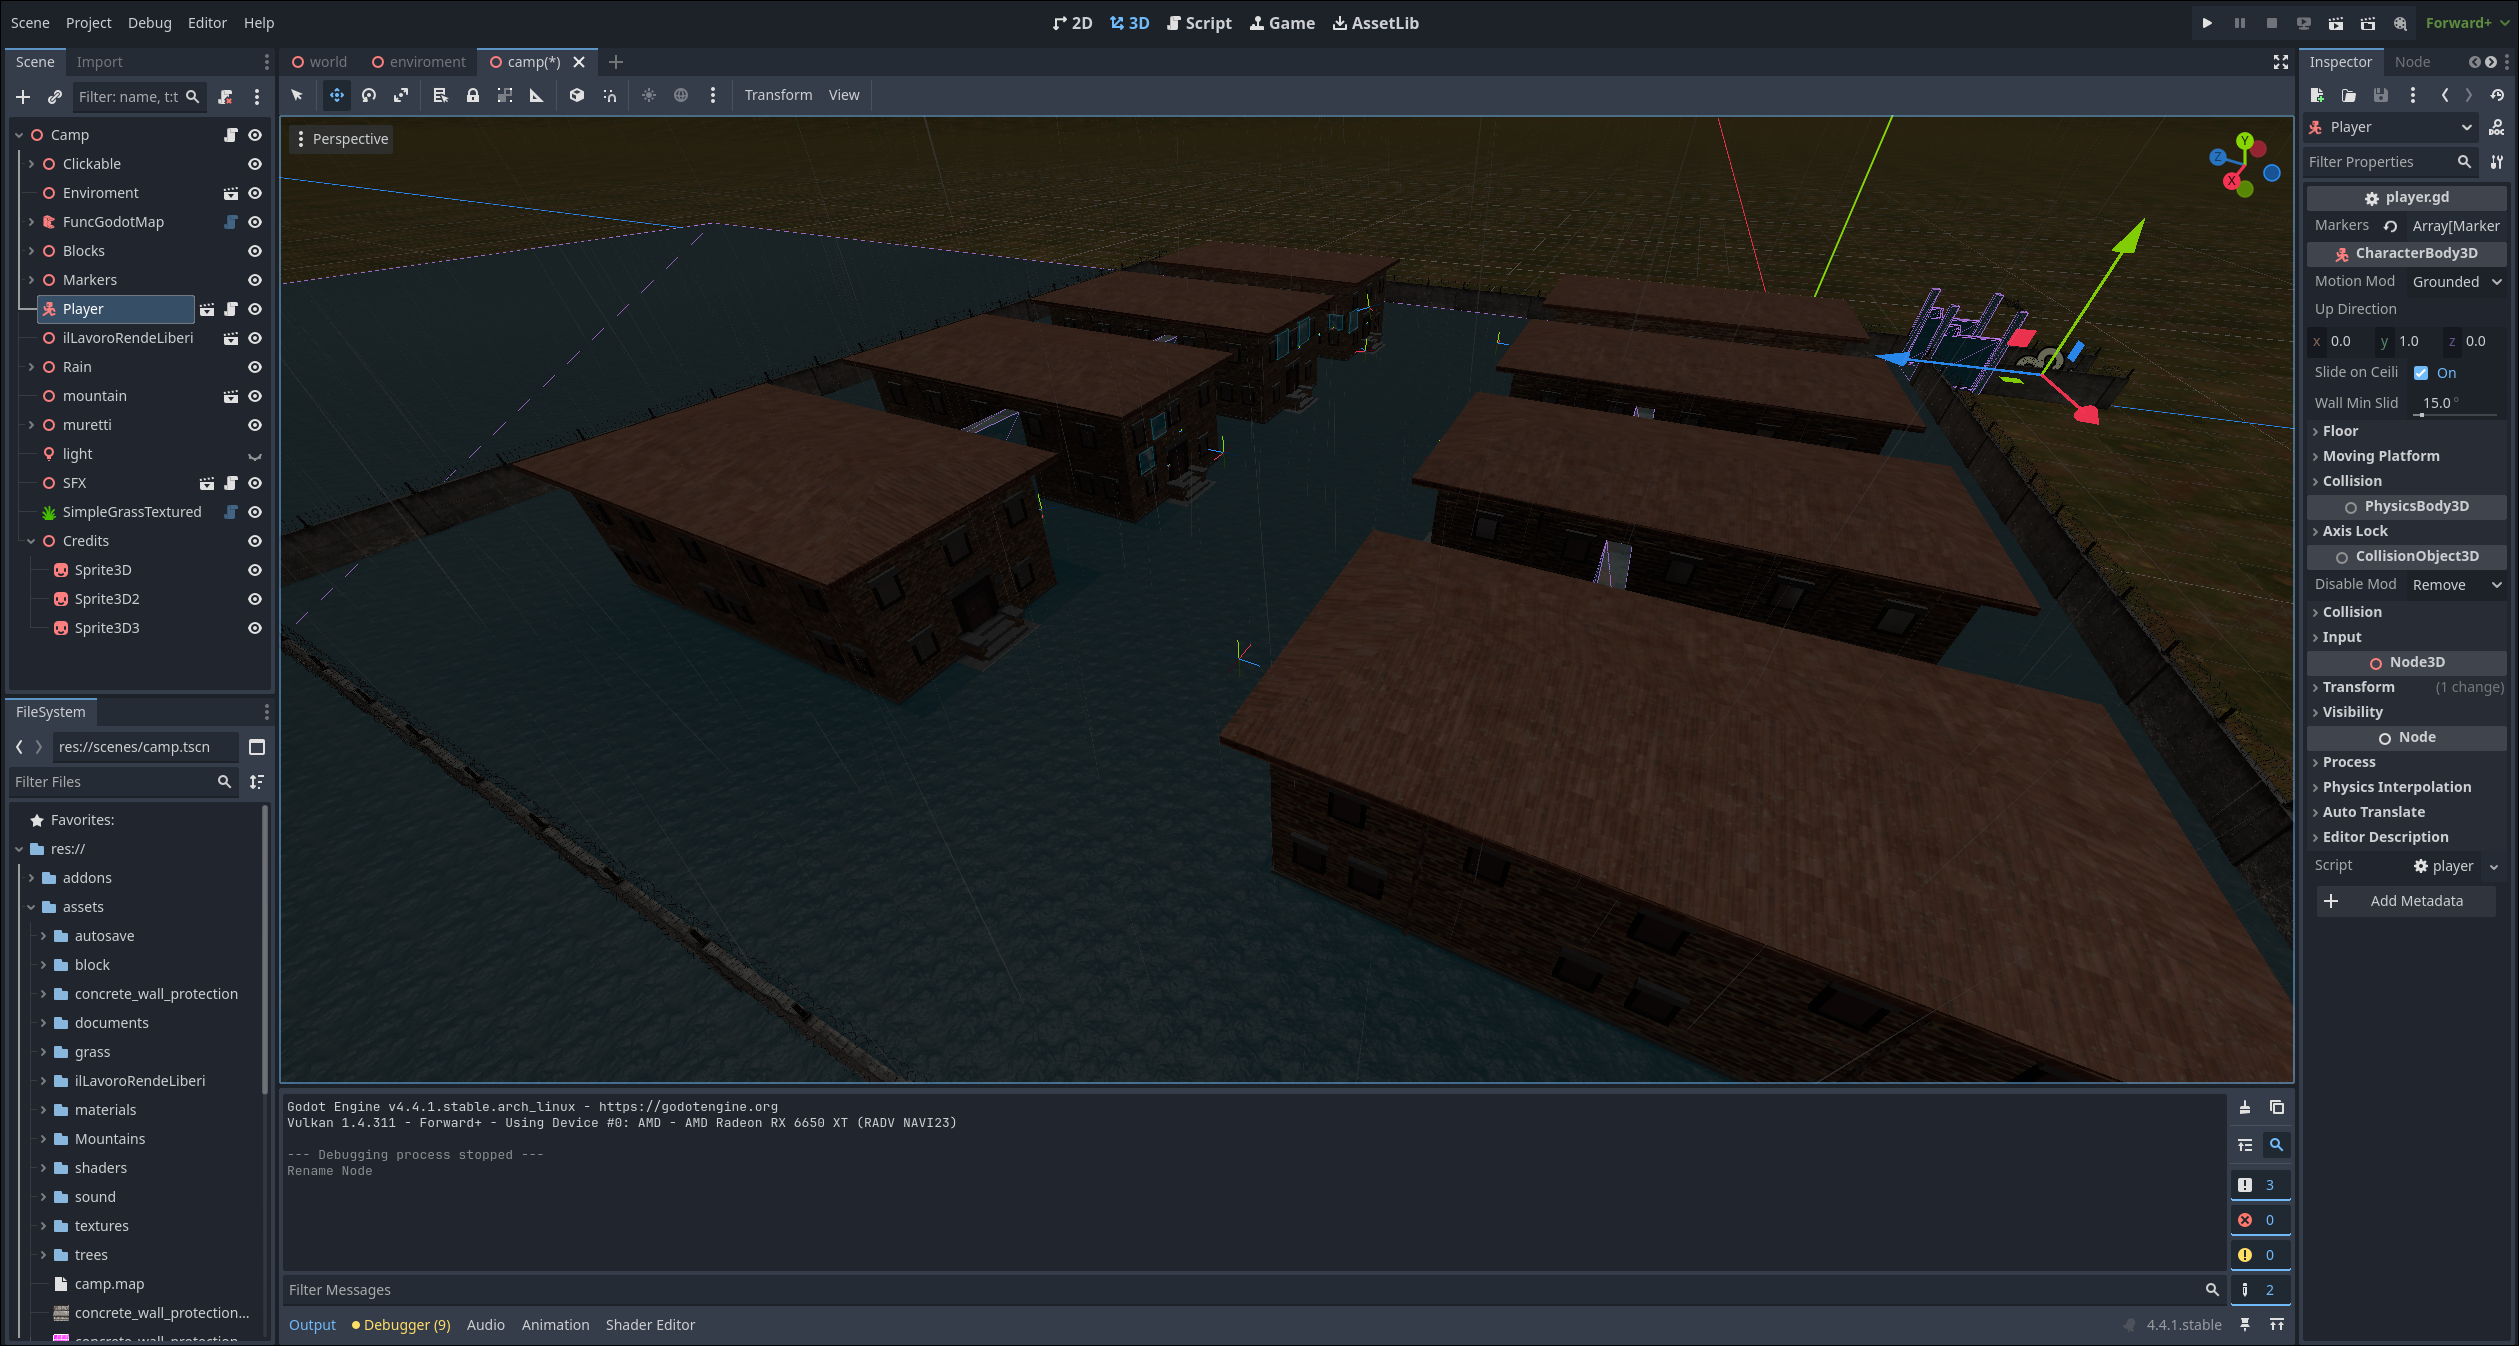 Scene Project Debug Editor Help
2D 3D Script Game AssetLib
Forward+
Scene Import
Filter: name, t:t
Camp
Clickable
Enviroment
FuncGodotMap
Blocks
Markers
Player
ilLavoroRendeLiberi
Rain
mountain
muretti
light
SFX
SimpleGrassTextured
Credits
Sprite3D
Sprite3D2
Sprite3D3
FileSystem
res://scenes/camp.tscn
Filter Files
Favorites:
res://
addons
assets
autosave
block
concrete_wall_protection
documents
grass
ilLavoroRendeLiberi
materials
Mountains
shaders
sound
textures
trees
camp.map
concrete_wall_protection...
world enviroment camp(*)
Transform View
Perspective
Y
Z
X
Godot Engine v4.4.1.stable.arch_linux - https://godotengine.org
Vulkan 1.4.311 - Forward+ - Using Device #0: AMD - AMD Radeon RX 6650 XT (RADV NAVI23)
--- Debugging process stopped ---
Rename Node
3
0
0
2
Filter Messages
Output Debugger (9) Audio Animation Shader Editor
4.4.1.stable
Inspector Node
Player
DOC
Filter Properties
player.gd
Markers Array[Marker
CharacterBody3D
Motion Mod Grounded
Up Direction
x 0.0 y 1.0 z 0.0
Slide on Ceili On
Wall Min Slid 15.0 °
Floor
Moving Platform
Collision
PhysicsBody3D
Axis Lock
CollisionObject3D
Disable Mod Remove
Collision
Input
Node3D
Transform (1 change)
Visibility
Node
Process
Physics Interpolation
Auto Translate
Editor Description
Script player
Add Metadata